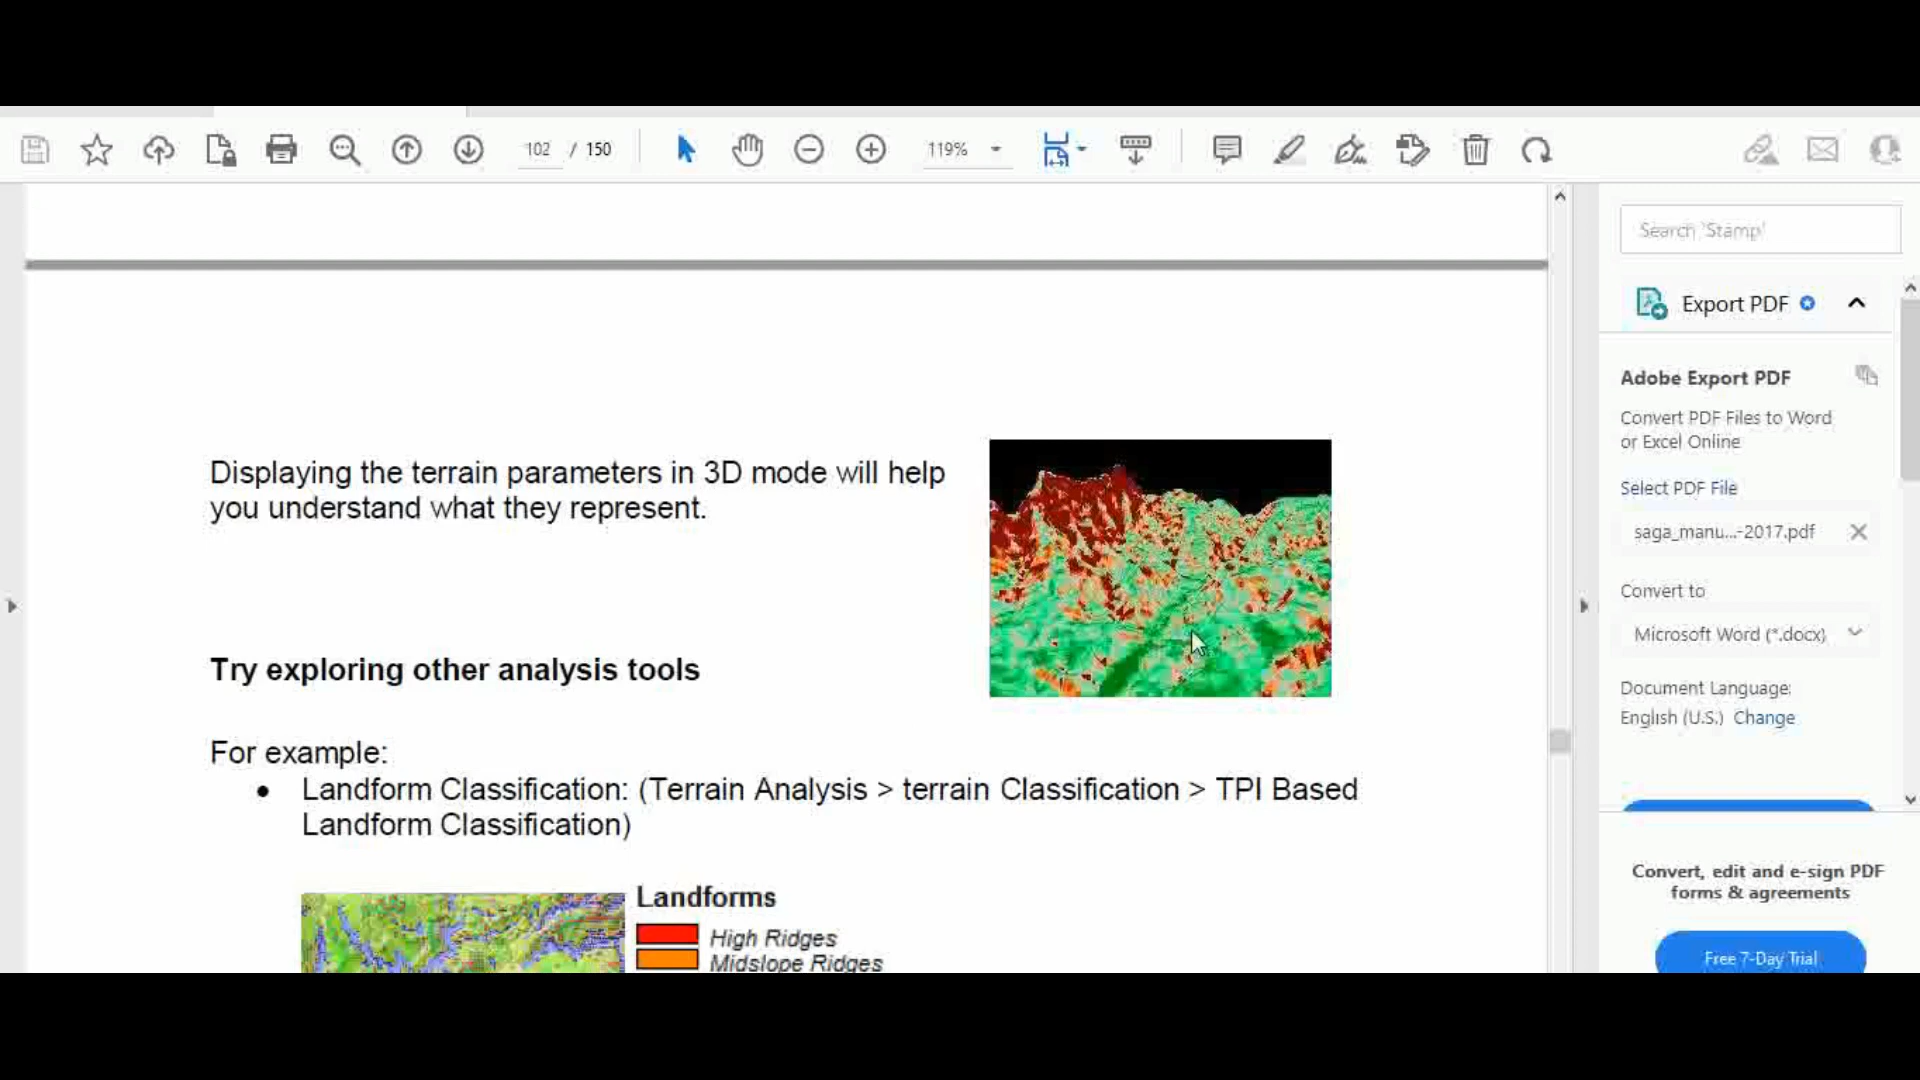 102 / 150
119%
Search 'Stamp'
Export PDF
Adobe Export PDF
Convert PDF Files to Word
or Excel Online
Select PDF File
saga_manu...-2017.pdf
Convert to
Microsoft Word (*.docx)
Document Language:
English (U.S.) Change
Convert, edit and e-sign PDF
forms & agreements
Free 7-Day Trial
Displaying the terrain parameters in 3D mode will help
you understand what they represent.
Try exploring other analysis tools
For example:
• Landform Classification: (Terrain Analysis > terrain Classification > TPI Based
Landform Classification)
Landforms
High Ridges
Midslope Ridges